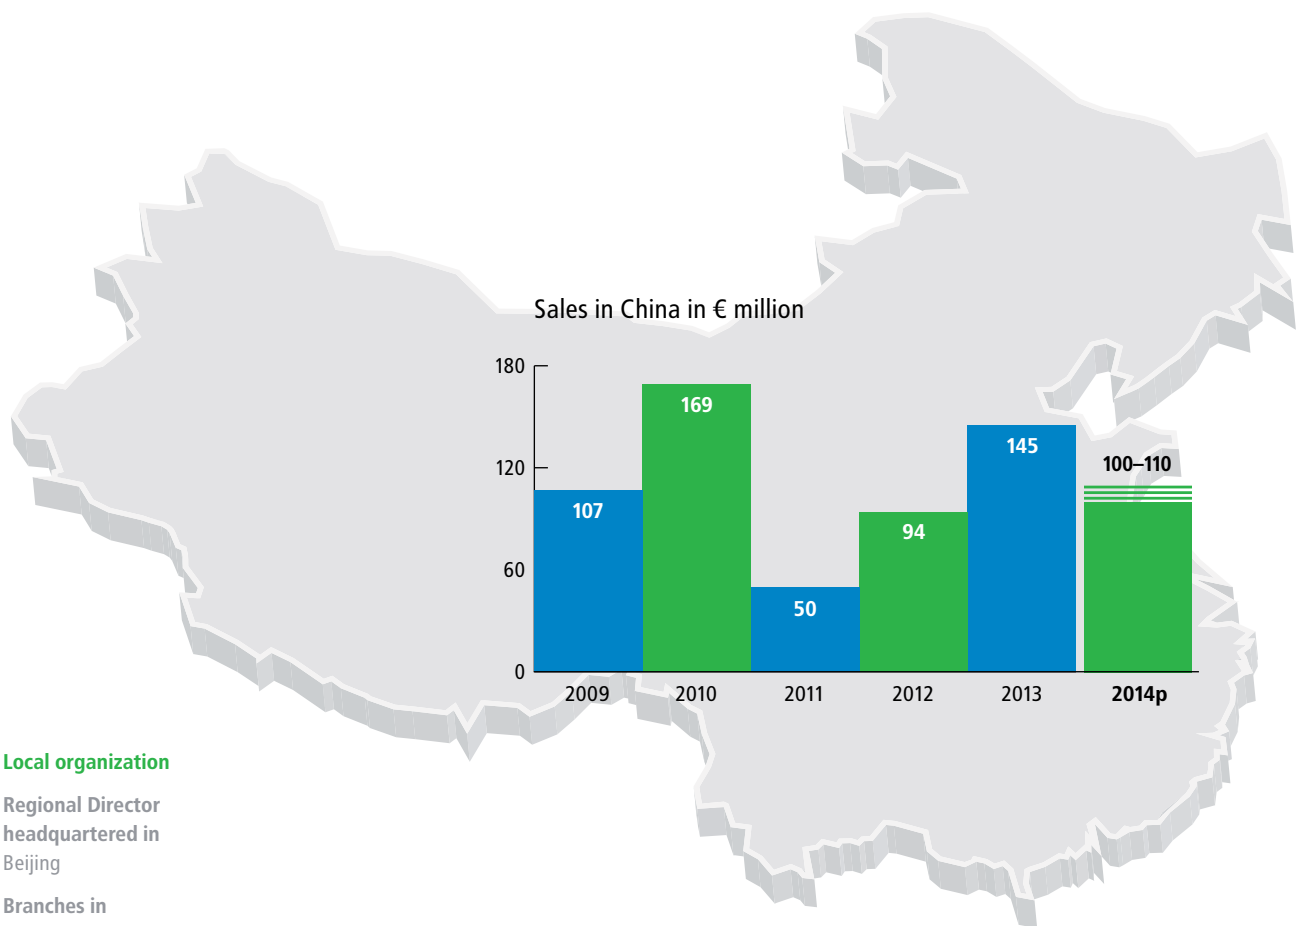 Sales in China in € million
180
120
60
0
107
169
50
94
145
100–110
2009 2010 2011 2012 2013 2014p
Local organization
Regional Director
headquartered in
Beijing
Branches in